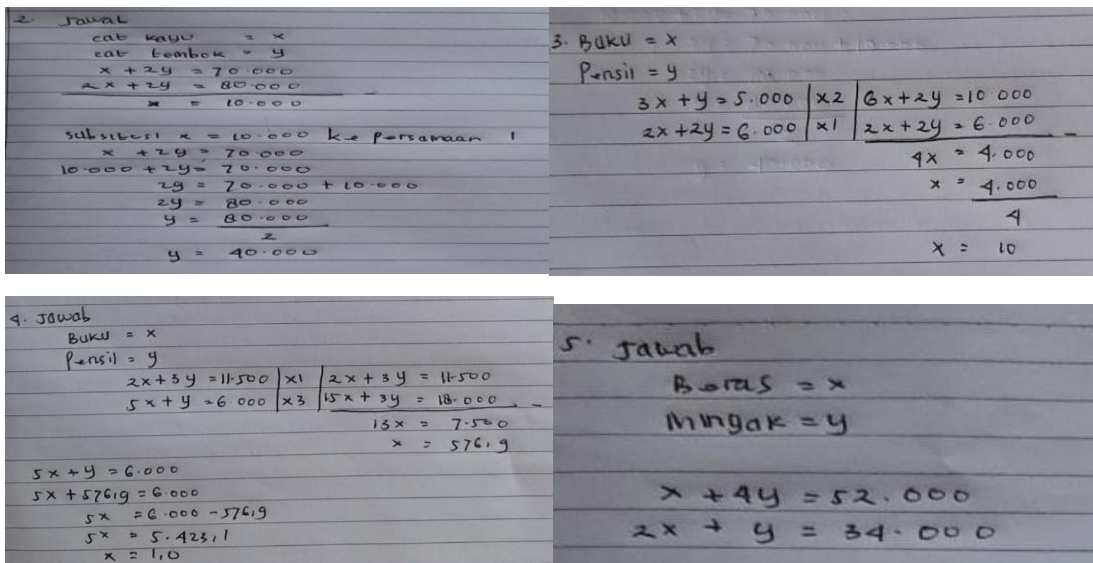 2. Jawab
cat kayu = x
cat tembok = y
x + 2y = 70.000
2x + 2y = 80.000
x = 10.000
subsitusi x = 10.000 ke persamaan 1
x + 2y = 70.000
10.000 + 2y = 70.000
2y = 70.000 + 10.000
2y = 80.000
y = 80.000
2
y = 40.000
3. Buku = x
Pensil = y
3x + y = 5.000 | x2 | 6x + 2y = 10.000
2x + 2y = 6.000 | x1 | 2x + 2y = 6.000 -
4x = 4.000
x = 4.000
4
x = 10
4. Jawab
Buku = x
Pensil = y
2x + 3y = 11.500 | x1 | 2x + 3y = 11.500
5x + y = 6.000 | x3 | 15x + 3y = 18.000 -
13x = 7.500
x = 576,9
5x + y = 6.000
5x + 576,9 = 6.000
5x = 6.000 - 576,9
5x = 5.423,1
x = 1,0
5. Jawab
Beras = x
Mingak = y
x + 4y = 52.000
2x + y = 34.000